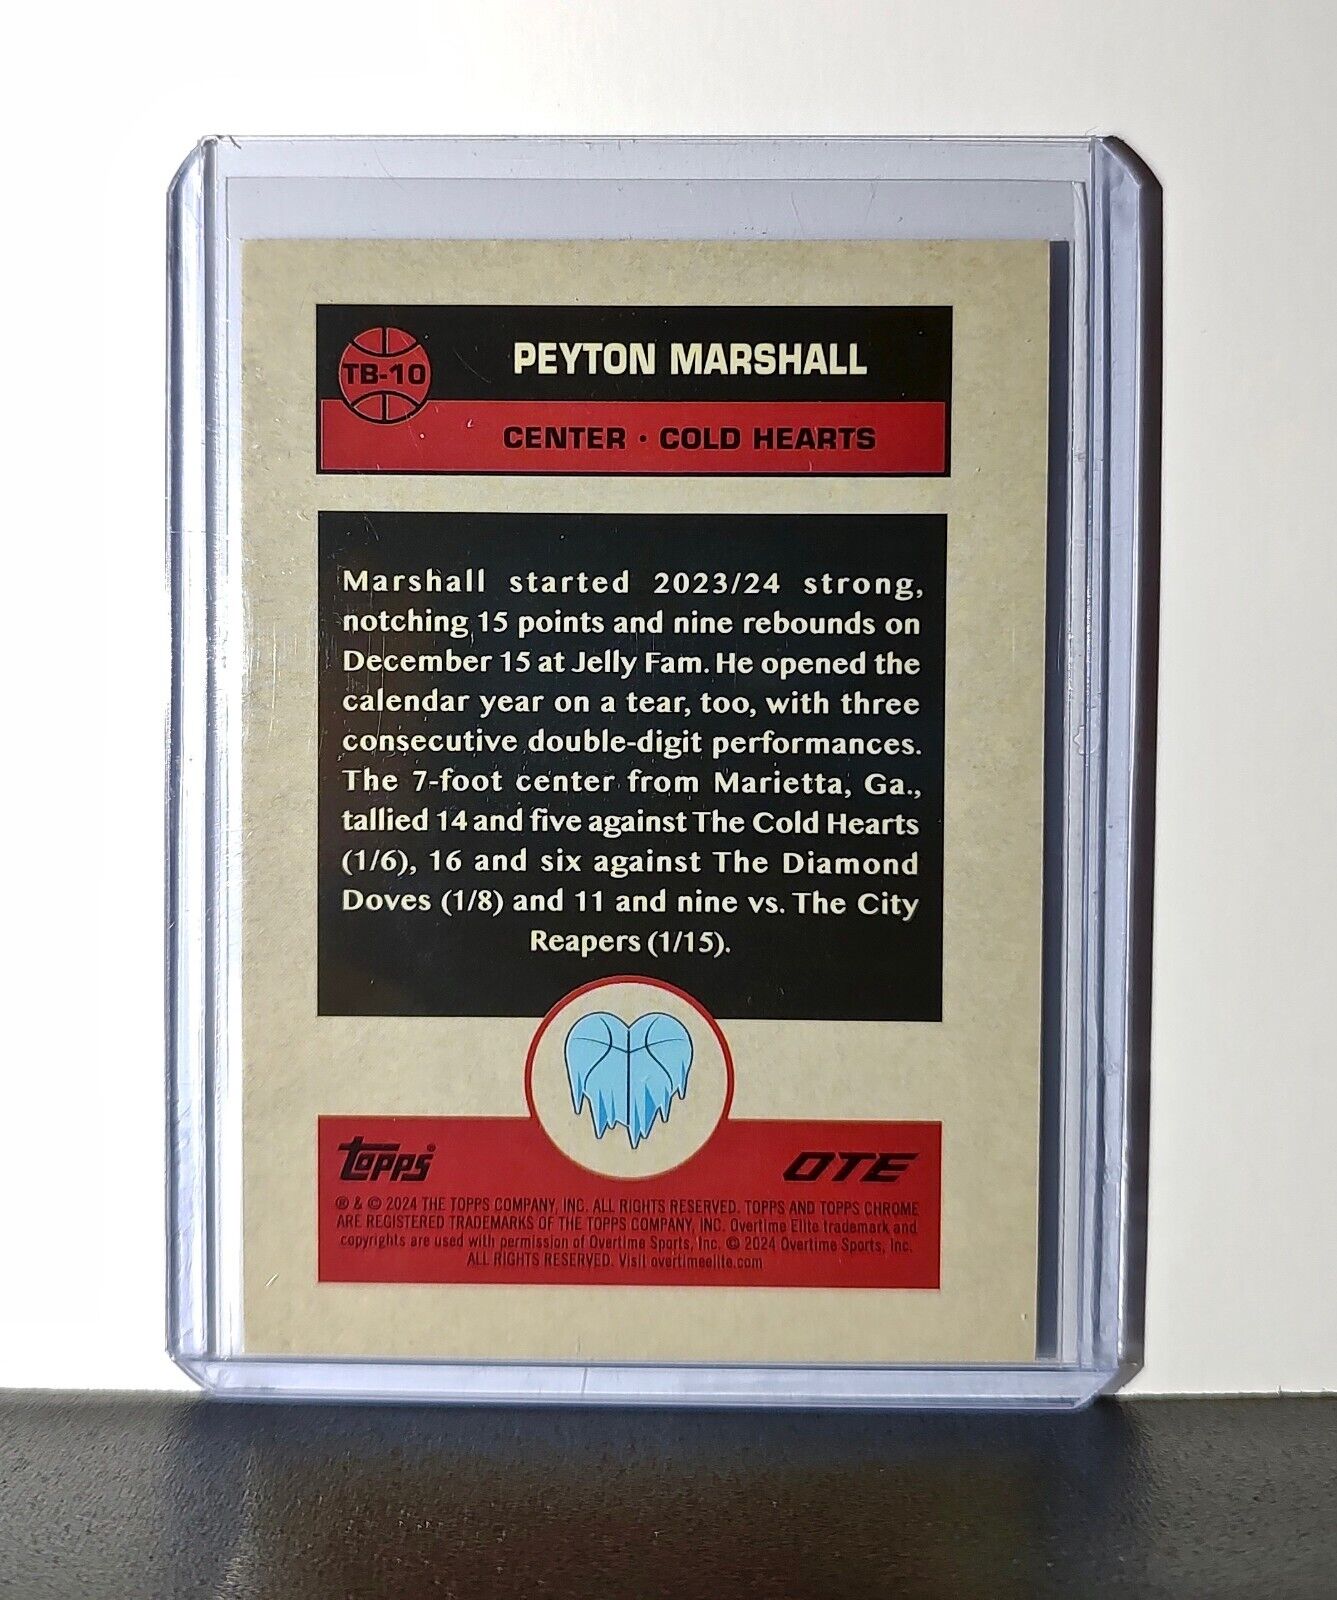 TB-10
PEYTON MARSHALL
CENTER · COLD HEARTS
Marshall started 2023/24 strong,
notching 15 points and nine rebounds on
December 15 at Jelly Fam. He opened the
calendar year on a tear, too, with three
consecutive double-digit performances.
The 7-foot center from Marietta, Ga.,
tallied 14 and five against The Cold Hearts
(1/6), 16 and six against The Diamond
Doves (1/8) and 11 and nine vs. The City
Reapers (1/15).
topps®
OTE
® & © 2024 THE TOPPS COMPANY, INC. ALL RIGHTS RESERVED. TOPPS AND TOPPS CHROME
ARE REGISTERED TRADEMARKS OF THE TOPPS COMPANY, INC. Overtime Elite trademark and
copyrights are used with permission of Overtime Sports, Inc. © 2024 Overtime Sports, Inc.
ALL RIGHTS RESERVED. Visit overtimeelite.com